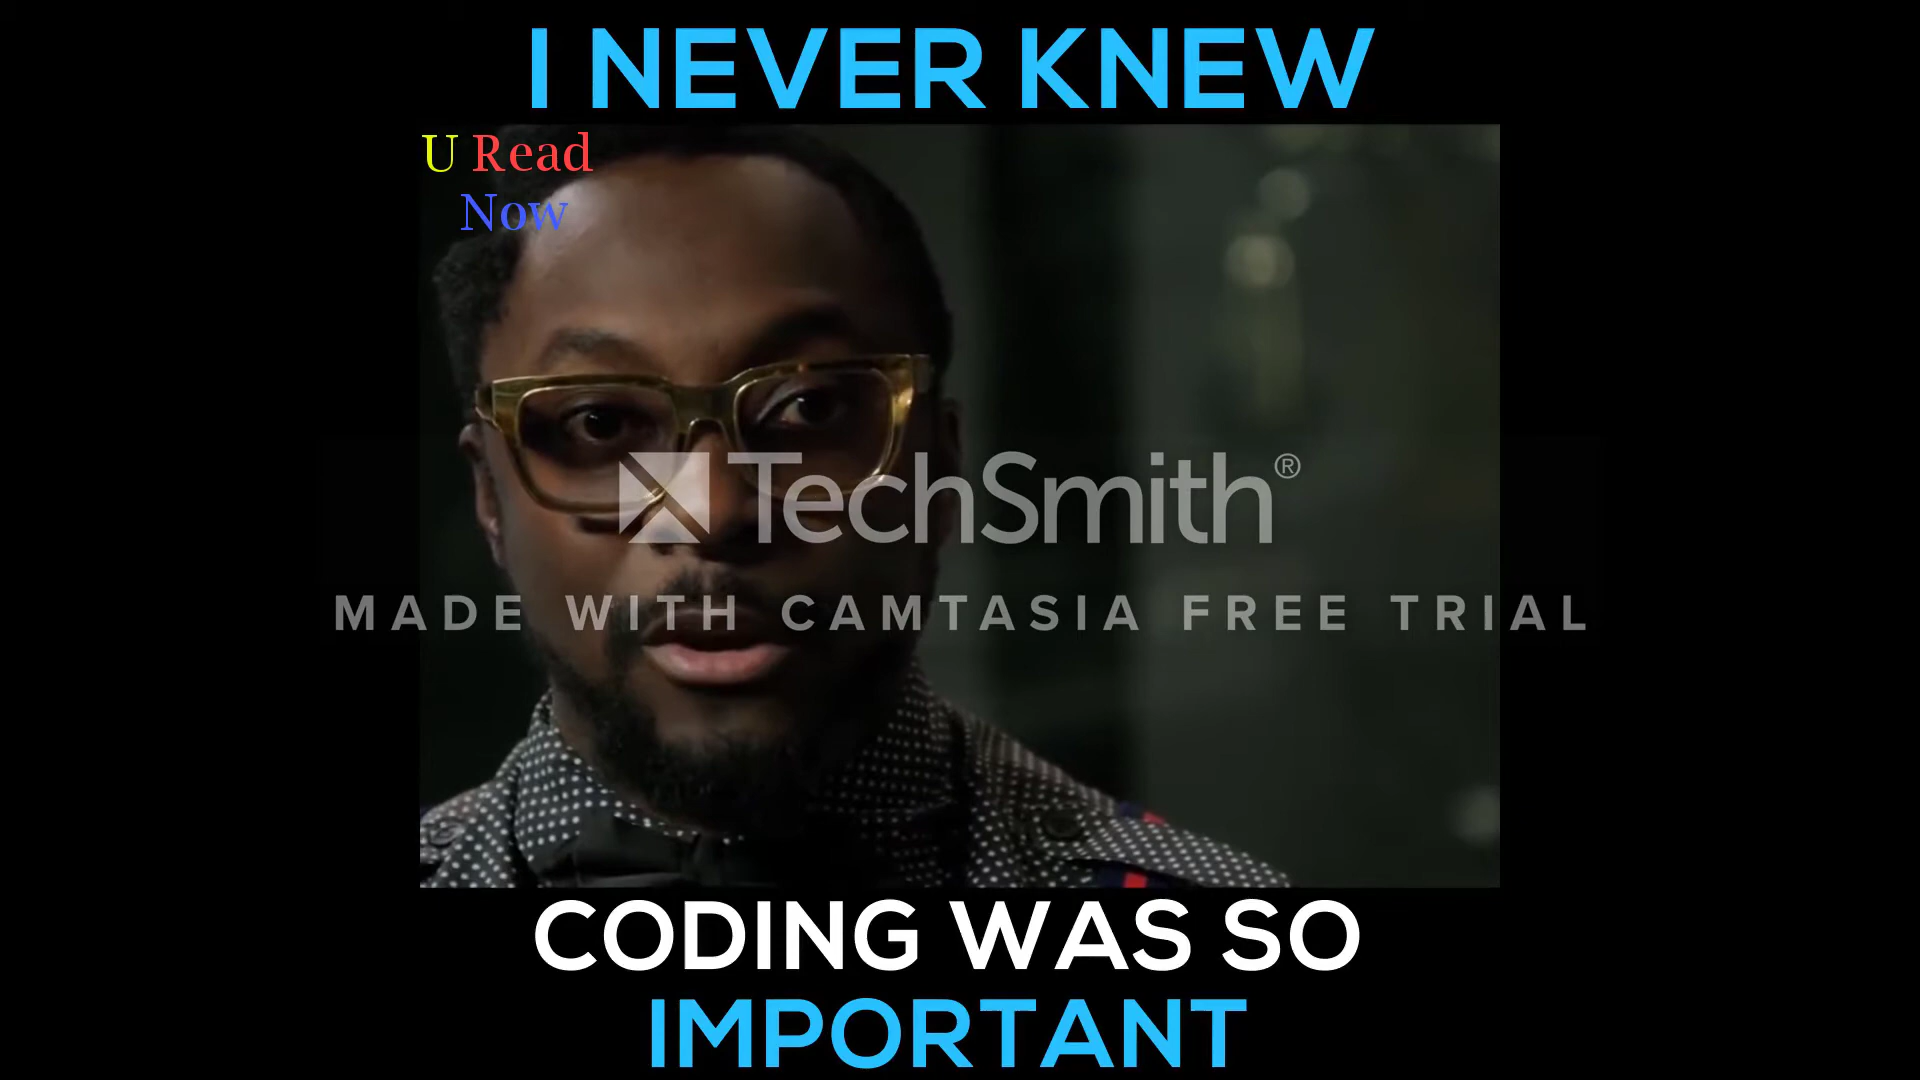 I NEVER KNEW
U Read
Now
TechSmith®
MADE WITH CAMTASIA FREE TRIAL
CODING WAS SO
IMPORTANT